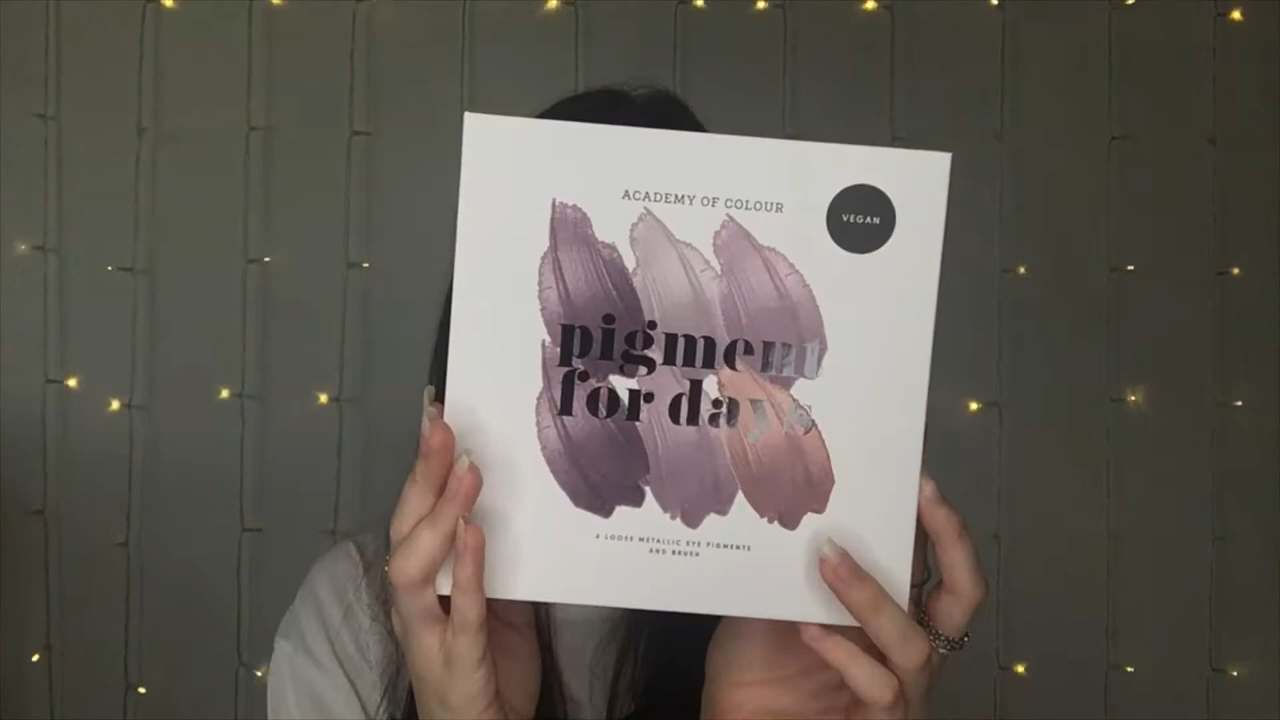 ACADEMY OF COLOUR
VEGAN
pigment
for days
4 LOOSE METALLIC EYE PIGMENTS
AND BRUSH